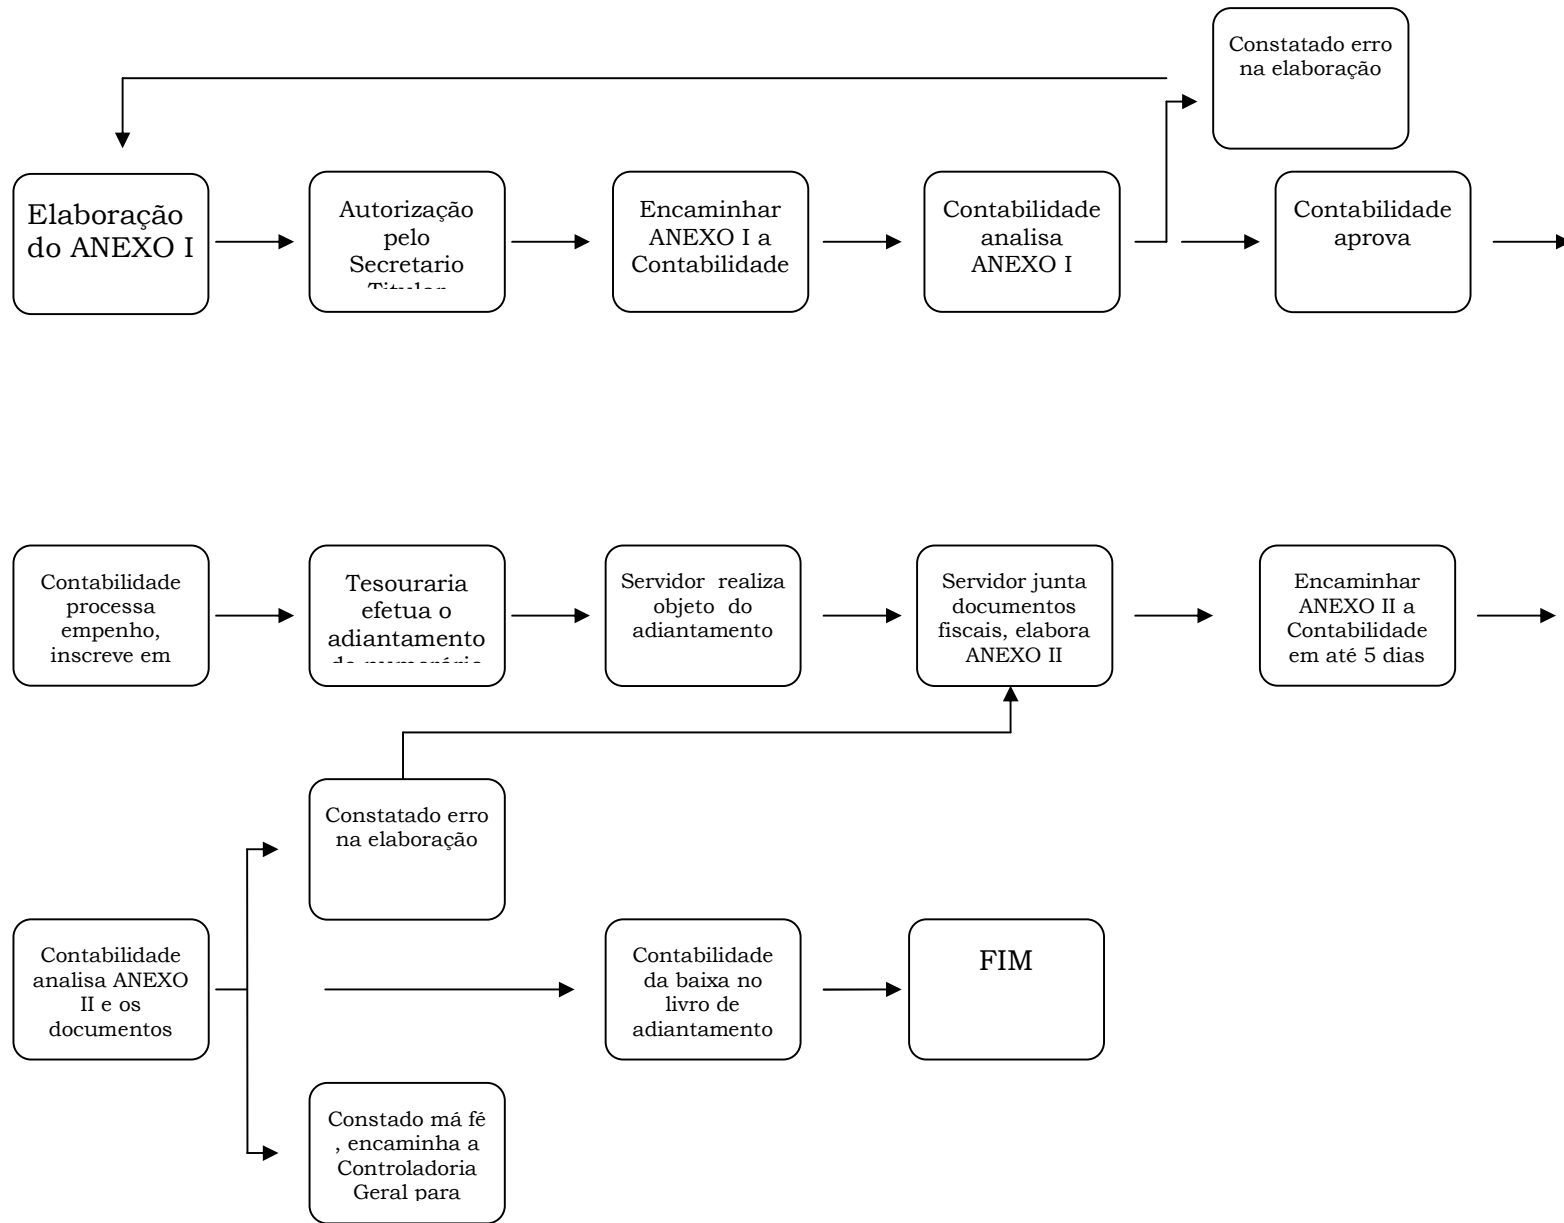 Constatado erro
na elaboração
Elaboração
do ANEXO I
Autorização
pelo
Secretario
Titular
Encaminhar
ANEXO I a
Contabilidade
Contabilidade
analisa
ANEXO I
Contabilidade
aprova
Contabilidade
processa
empenho,
inscreve em
Tesouraria
efetua o
adiantamento
de numerário
Servidor realiza
objeto do
adiantamento
Servidor junta
documentos
fiscais, elabora
ANEXO II
Encaminhar
ANEXO II a
Contabilidade
em até 5 dias
Constatado erro
na elaboração
Contabilidade
analisa ANEXO
II e os
documentos
Contabilidade
da baixa no
livro de
adiantamento
FIM
Constado má fé
, encaminha a
Controladoria
Geral para